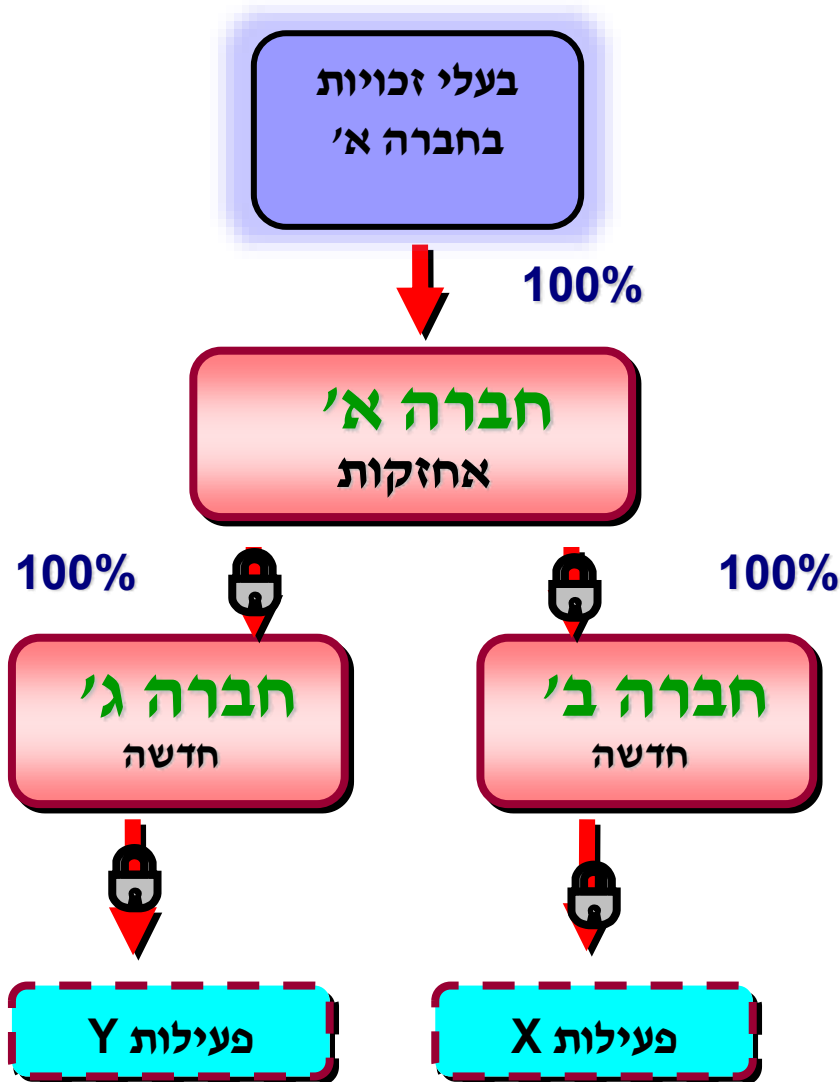 בעלי זכויות
בחברה א׳
100%
חברה א׳
אחזקות
100%
100%
חברה ב׳
חדשה
חברה ג׳
חדשה
פעילות X
פעילות Y